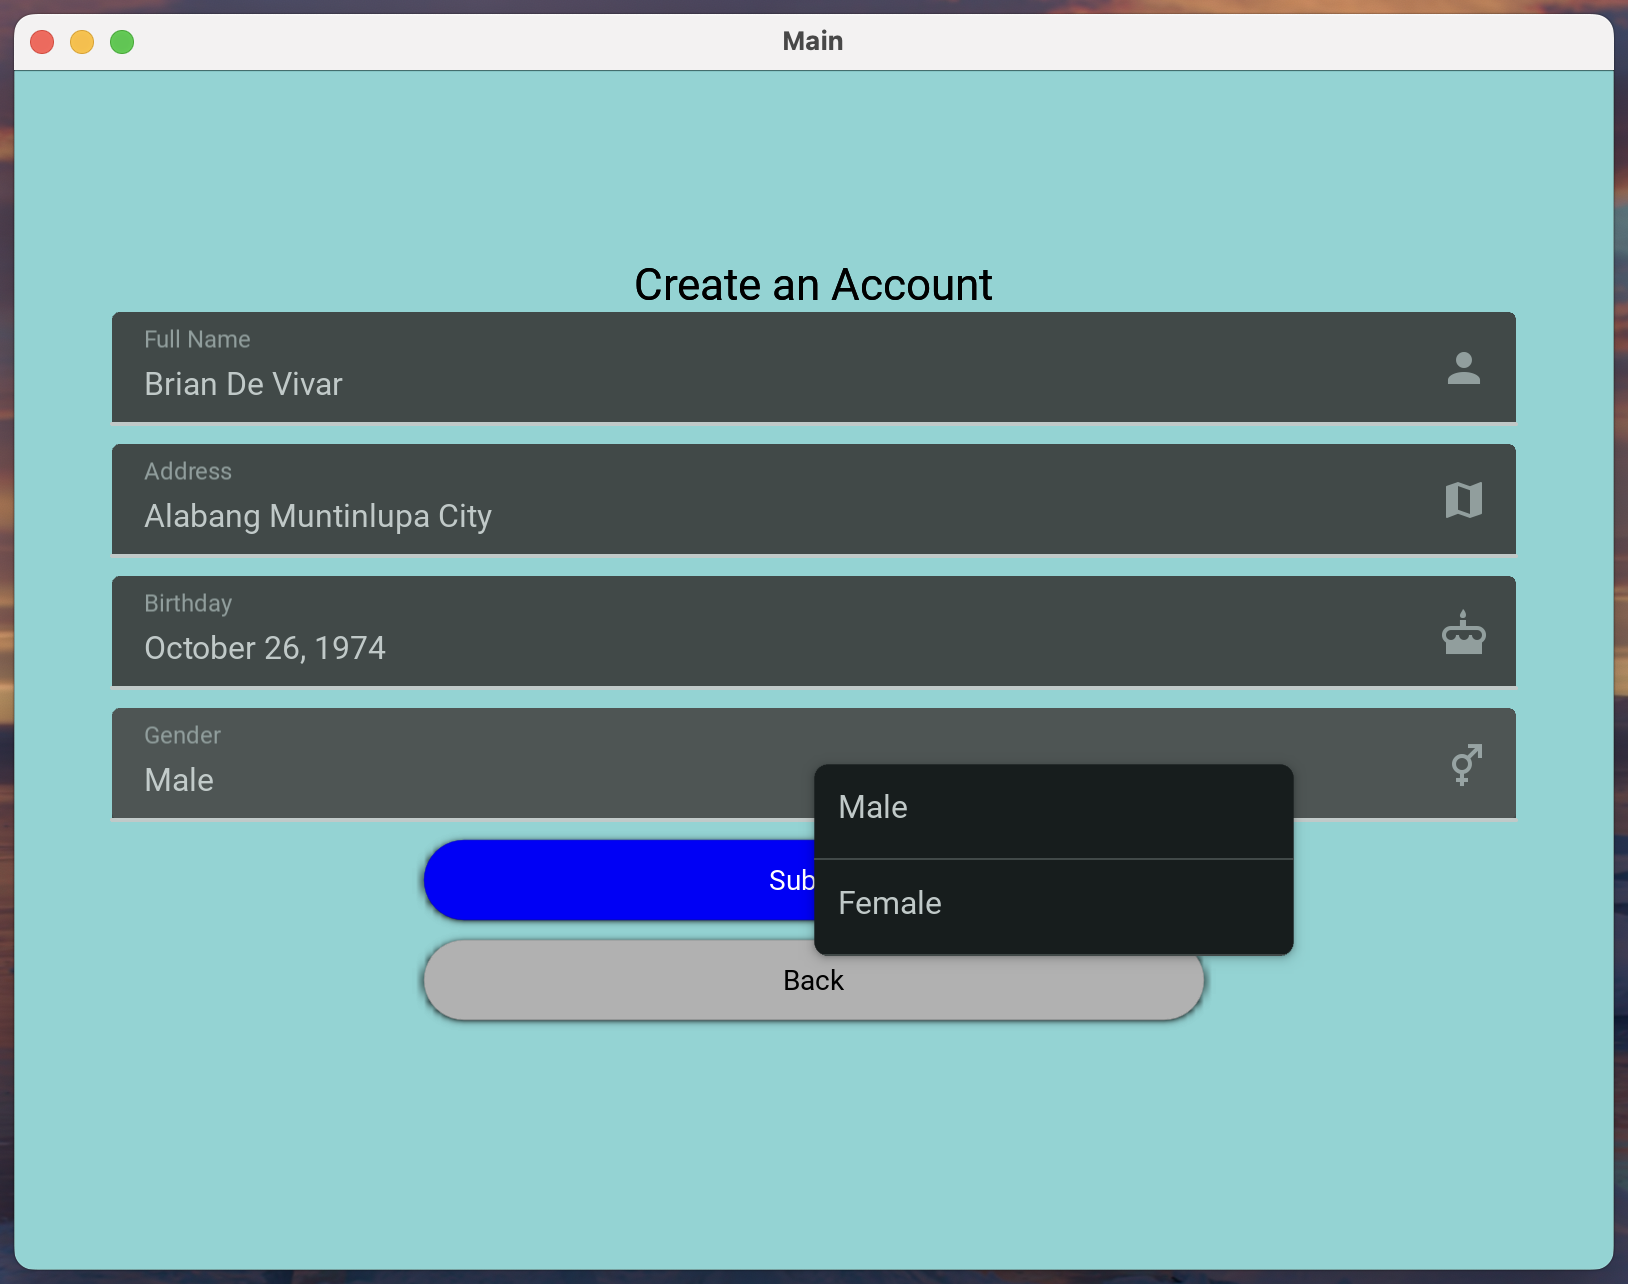 Main
Create an Account
Full Name
Brian De Vivar
Address
Alabang Muntinlupa City
Birthday
October 26, 1974
Gender
Male
Male
Sub
Female
Back